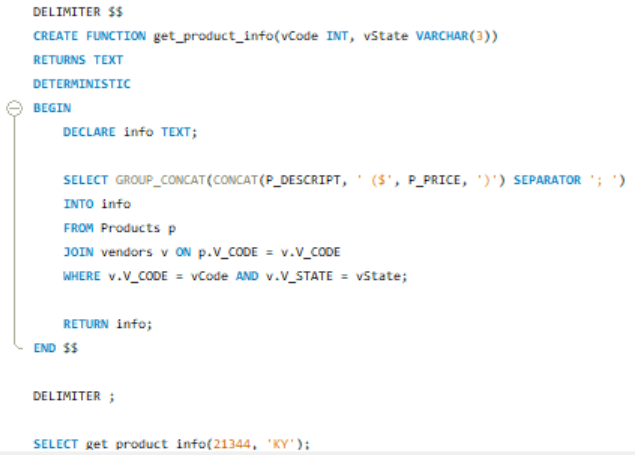 DELIMITER $$
CREATE FUNCTION get_product_info(vCode INT, vState VARCHAR(3))
RETURNS TEXT
DETERMINISTIC
BEGIN
DECLARE info TEXT;
SELECT GROUP_CONCAT(CONCAT(P_DESCRIPT, ' ($', P_PRICE, ')') SEPARATOR '; ')
INTO info
FROM Products p
JOIN vendors v ON p.V_CODE = v.V_CODE
WHERE v.V_CODE = vCode AND v.V_STATE = vState;
RETURN info;
END $$
DELIMITER ;
SELECT get_product_info(21344, 'KY');